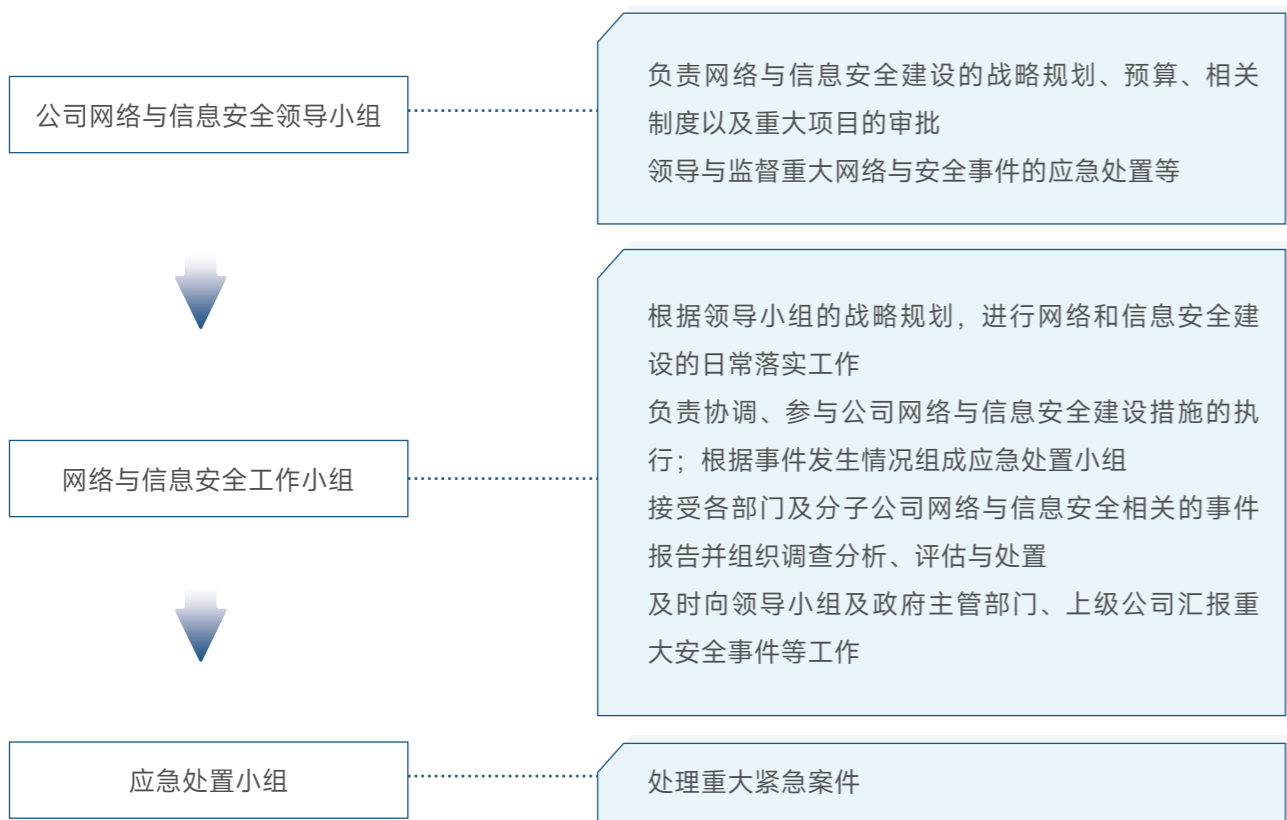 公司网络与信息安全领导小组
负责网络与信息安全建设的战略规划、预算、相关
制度以及重大项目的审批
领导与监督重大网络与安全事件的应急处置等
网络与信息安全工作小组
根据领导小组的战略规划，进行网络和信息安全建
设的日常落实工作
负责协调、参与公司网络与信息安全建设措施的执
行；根据事件发生情况组成应急处置小组
接受各部门及分子公司网络与信息安全相关的事件
报告并组织调查分析、评估与处置
及时向领导小组及政府主管部门、上级公司汇报重
大安全事件等工作
应急处置小组
处理重大紧急案件